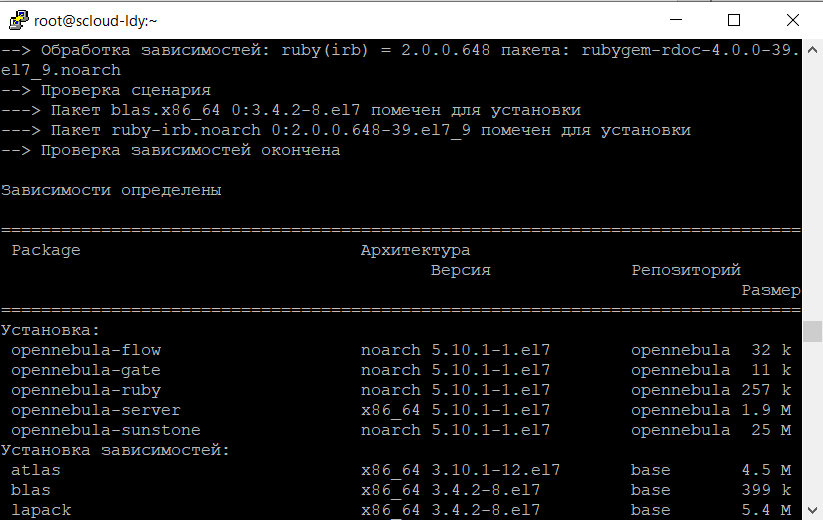 root@scloud-ldy:~
--> Обработка зависимостей: ruby(irb) = 2.0.0.648 пакета: rubygem-rdoc-4.0.0-39.
el7_9.noarch
--> Проверка сценария
---> Пакет blas.x86_64 0:3.4.2-8.el7 помечен для установки
---> Пакет ruby-irb.noarch 0:2.0.0.648-39.el7_9 помечен для установки
--> Проверка зависимостей окончена
Зависимости определены
================================================================================
Package Архитектура
Версия Репозиторий
Размер
================================================================================
Установка:
opennebula-flow noarch 5.10.1-1.el7 opennebula 32 k
opennebula-gate noarch 5.10.1-1.el7 opennebula 11 k
opennebula-ruby noarch 5.10.1-1.el7 opennebula 257 k
opennebula-server x86_64 5.10.1-1.el7 opennebula 1.9 M
opennebula-sunstone noarch 5.10.1-1.el7 opennebula 25 M
Установка зависимостей:
atlas x86_64 3.10.1-12.el7 base 4.5 M
blas x86_64 3.4.2-8.el7 base 399 k
lapack x86_64 3.4.2-8.el7 base 5.4 M